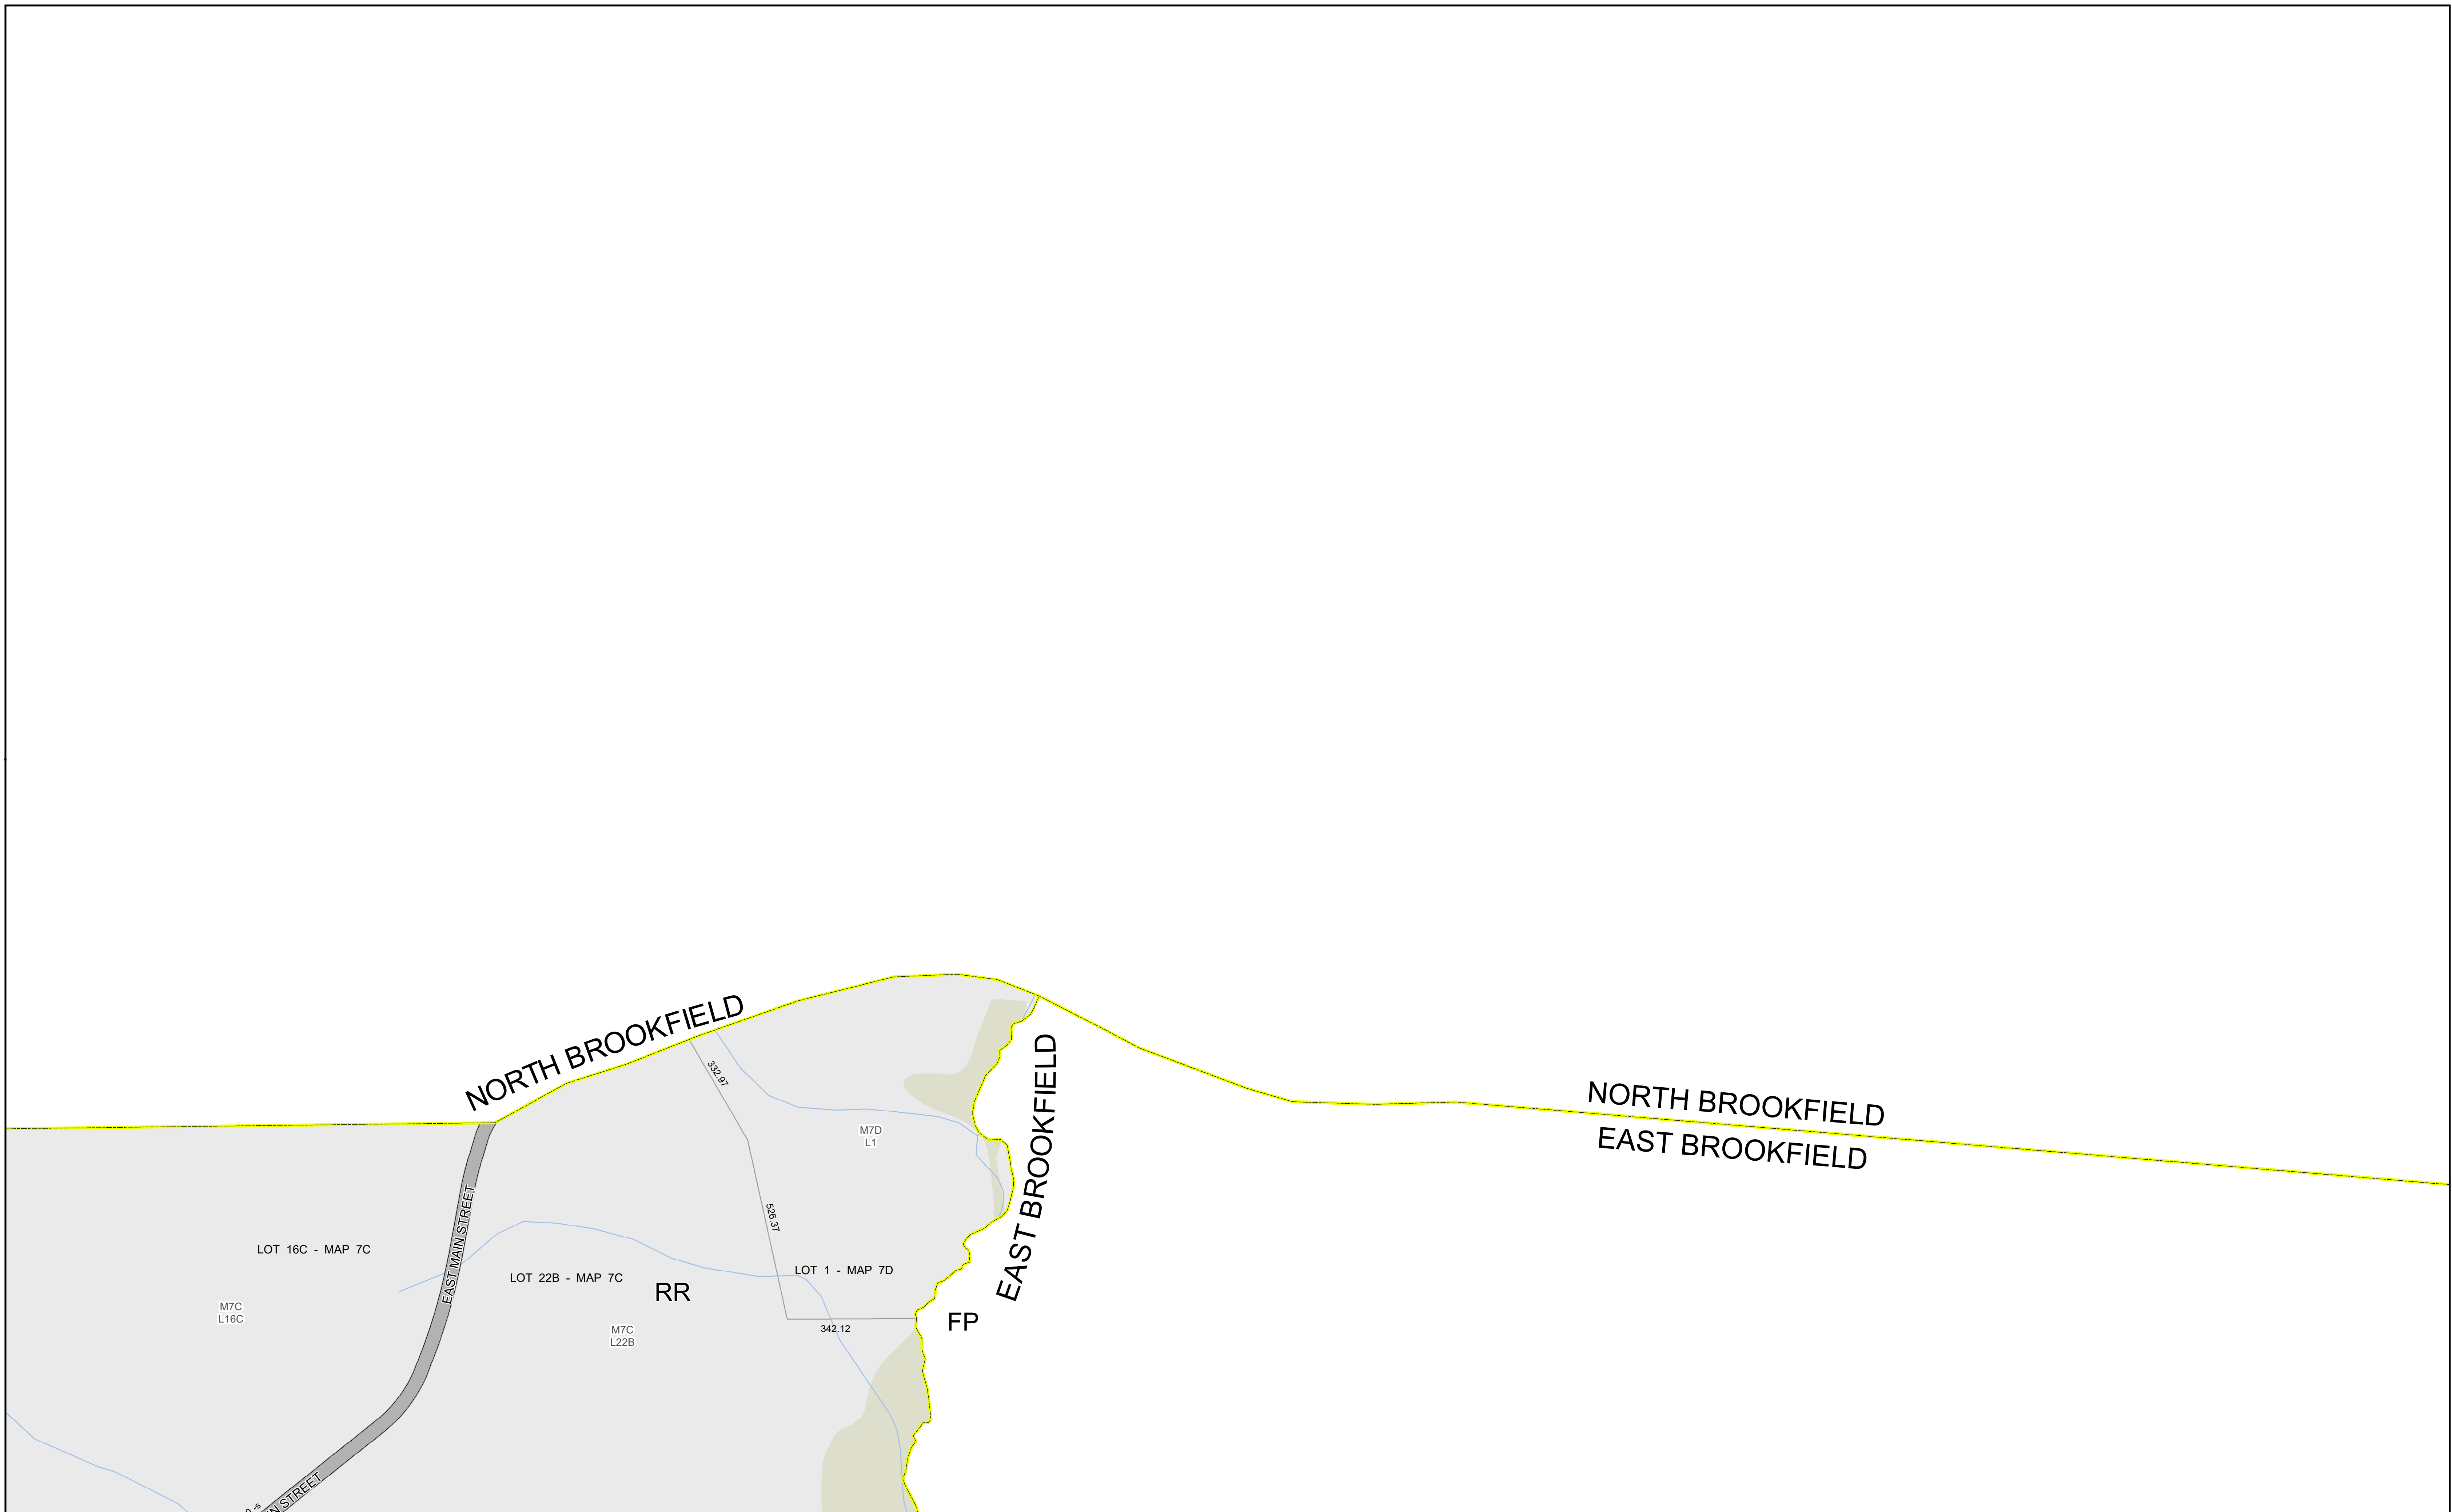 NORTH BROOKFIELD
EAST BROOKFIELD
NORTH BROOKFIELD
EAST BROOKFIELD
332.97
M7D
L1
526.37
EAST MAIN STREET
LOT 16C - MAP 7C
LOT 1 - MAP 7D
LOT 22B - MAP 7C
RR
M7C
L16C
FP
342.12
M7C
L22B
STREET